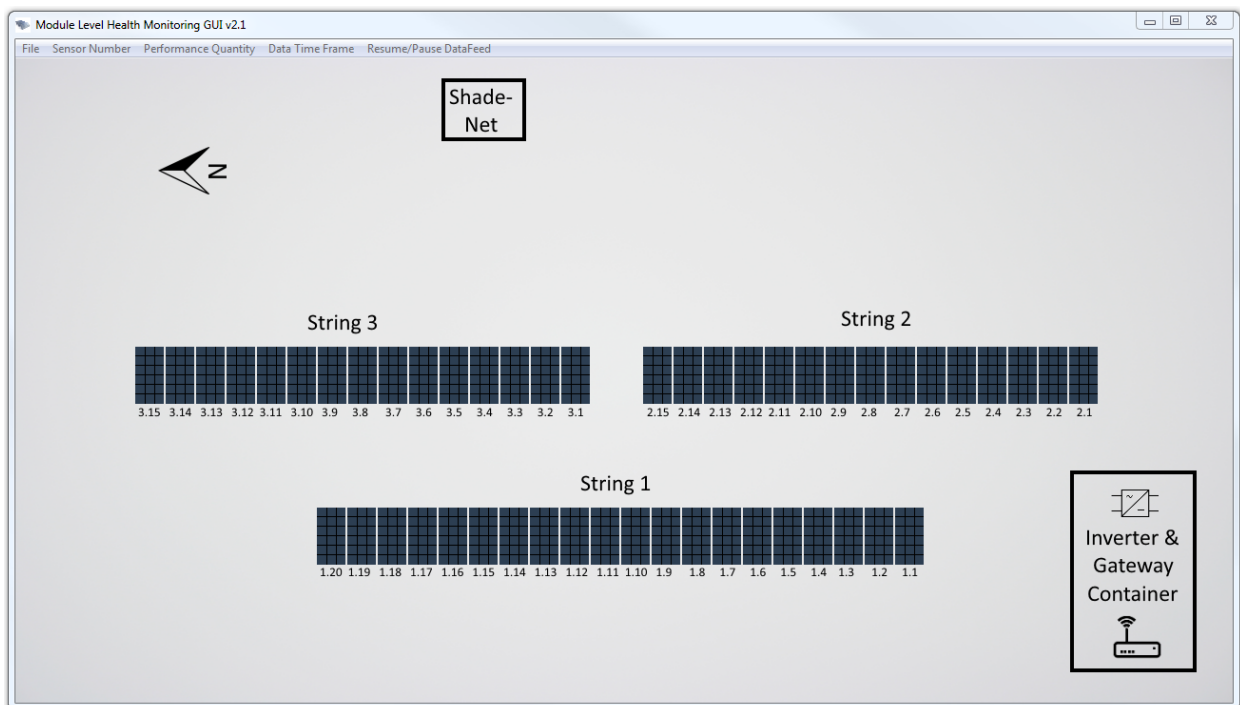 Module Level Health Monitoring GUI v2.1
File Sensor Number Performance Quantity Data Time Frame Resume/Pause DataFeed
Shade-
Net
N
String 3
String 2
3.15 3.14 3.13 3.12 3.11 3.10 3.9 3.8 3.7 3.6 3.5 3.4 3.3 3.2 3.1
2.15 2.14 2.13 2.12 2.11 2.10 2.9 2.8 2.7 2.6 2.5 2.4 2.3 2.2 2.1
String 1
1.20 1.19 1.18 1.17 1.16 1.15 1.14 1.13 1.12 1.11 1.10 1.9 1.8 1.7 1.6 1.5 1.4 1.3 1.2 1.1
Inverter &
Gateway
Container